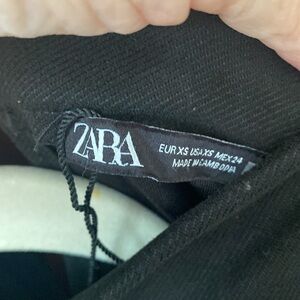 ZARA
EUR XS USA XS MEX 24
MADE IN CAMBODIA